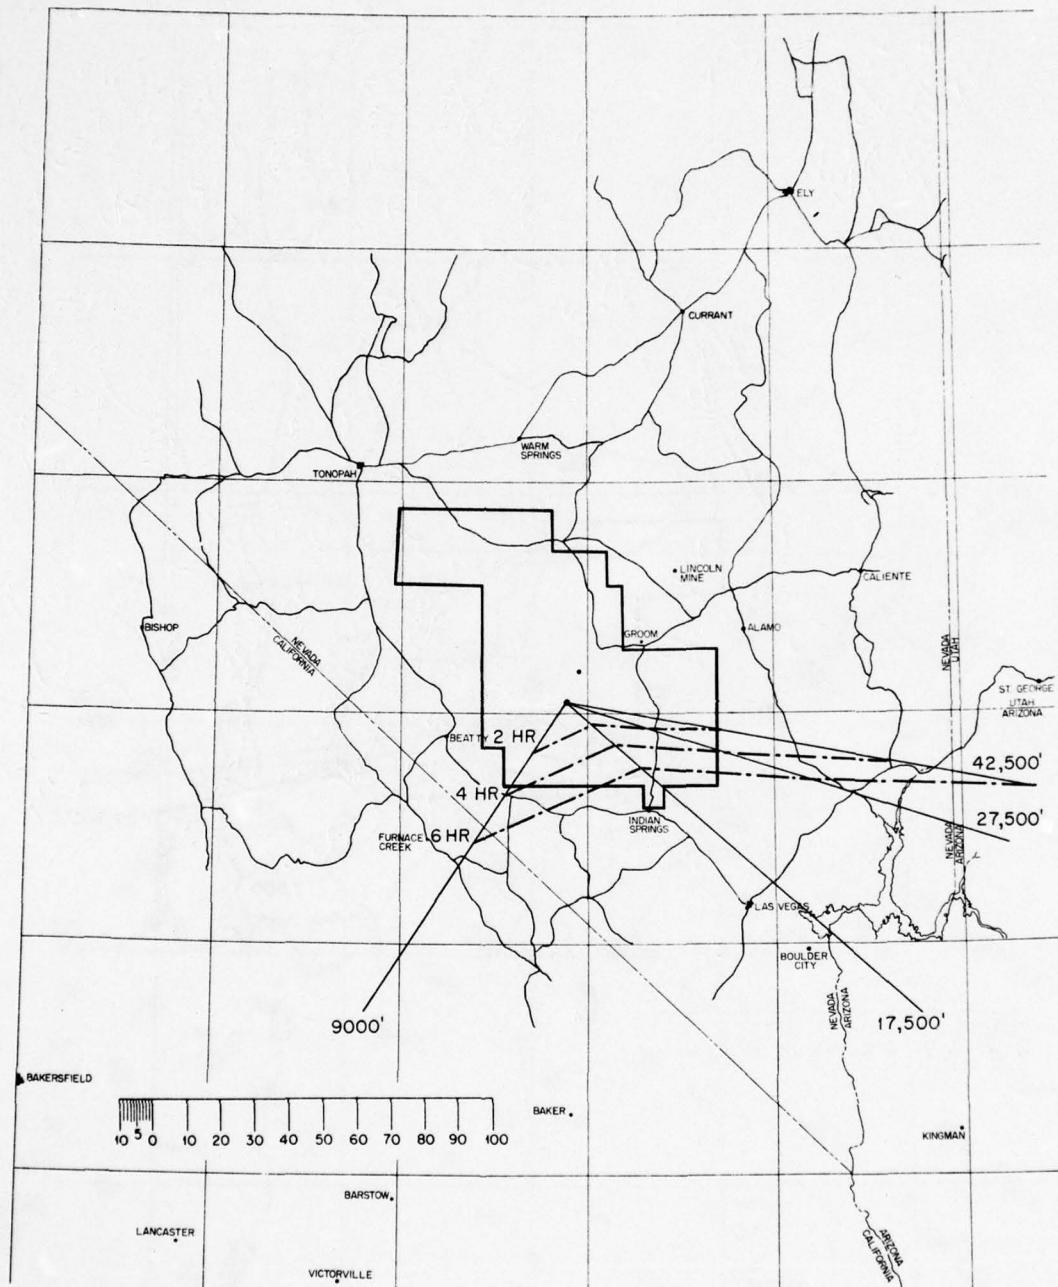 ELY
CURRANT
WARM
SPRINGS
TONOPAH
LINCOLN
MINE
CALIENTE
BISHOP
NEVADA
CALIFORNIA
GROOM
ALAMO
NEVADA
UTAH
ST. GEORGE
UTAH
ARIZONA
BEATTY 2 HR
42,500'
4 HR
27,500'
INDIAN
SPRINGS
FURNACE
CREEK
6 HR
NEVADA
ARIZONA
LAS VEGAS
BOULDER
CITY
NEVADA
ARIZONA
9000'
17,500'
BAKERSFIELD
BAKER
10 5 0 10 20 30 40 50 60 70 80 90 100
KINGMAN
BARSTOW
LANCASTER
ARIZONA
CALIFORNIA
VICTORVILLE